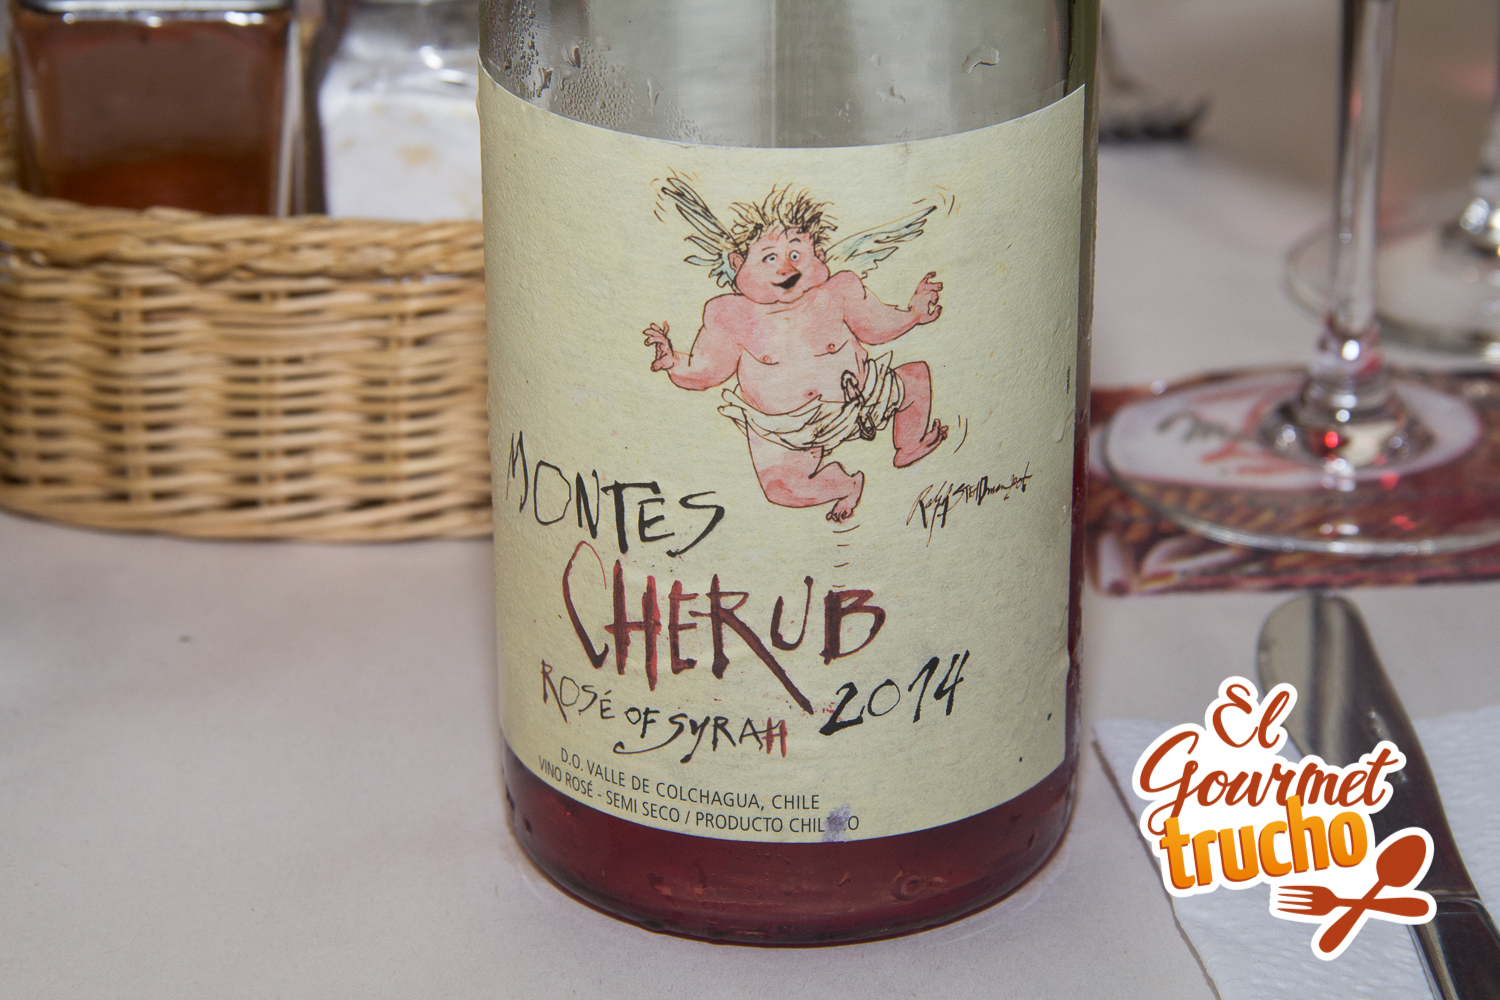 MONTES
CHERUB
ROSÉ OF SYRAH 2014
D.O. VALLE DE COLCHAGUA, CHILE
VINO ROSÉ - SEMI SECO / PRODUCTO
El
Gourmet
trucho